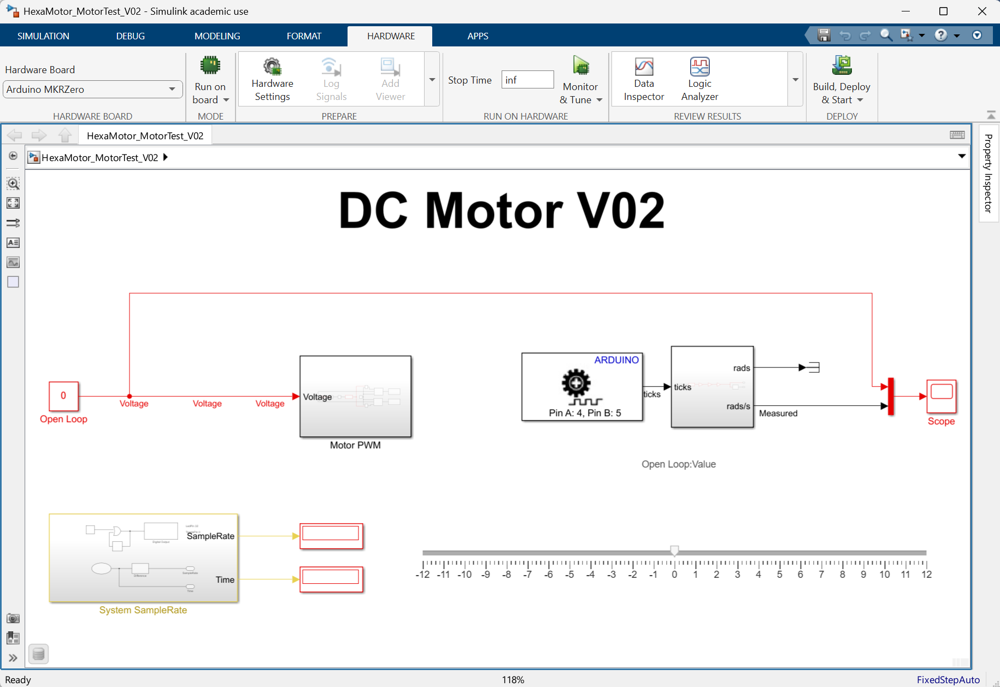 HexaMotor_MotorTest_V02 - Simulink academic use
SIMULATION DEBUG MODELING FORMAT HARDWARE APPS
Hardware Board
Arduino MKRZero
HARDWARE BOARD
Run on
board
MODE
Hardware
Settings
Log
Signals
Add
Viewer
PREPARE
Stop Time
inf
Monitor
& Tune
RUN ON HARDWARE
Data
Inspector
Logic
Analyzer
REVIEW RESULTS
Build, Deploy
& Start
DEPLOY
HexaMotor_MotorTest_V02
HexaMotor_MotorTest_V02
Property Inspector
DC Motor V02
0
Open Loop
Voltage
Voltage
Voltage
Voltage
Motor PWM
ARDUINO
Pin A: 4, Pin B: 5
ticks
ticks
rads
rads/s
Measured
Scope
Open Loop:Value
SampleRate
Digital Output
Difference
SampleRate
Time
Time
System SampleRate
-12 -11 -10 -9 -8 -7 -6 -5 -4 -3 -2 -1 0 1 2 3 4 5 6 7 8 9 10 11 12
Ready
118%
FixedStepAuto